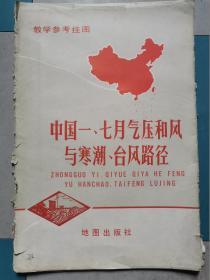 教学参考挂图
中国一、七月气压和风
与寒潮、台风路径
ZHONGGUO YI、QIYUE QIYA HE FENG
YU HANCHAO、TAIFENG LUJING
地图出版社